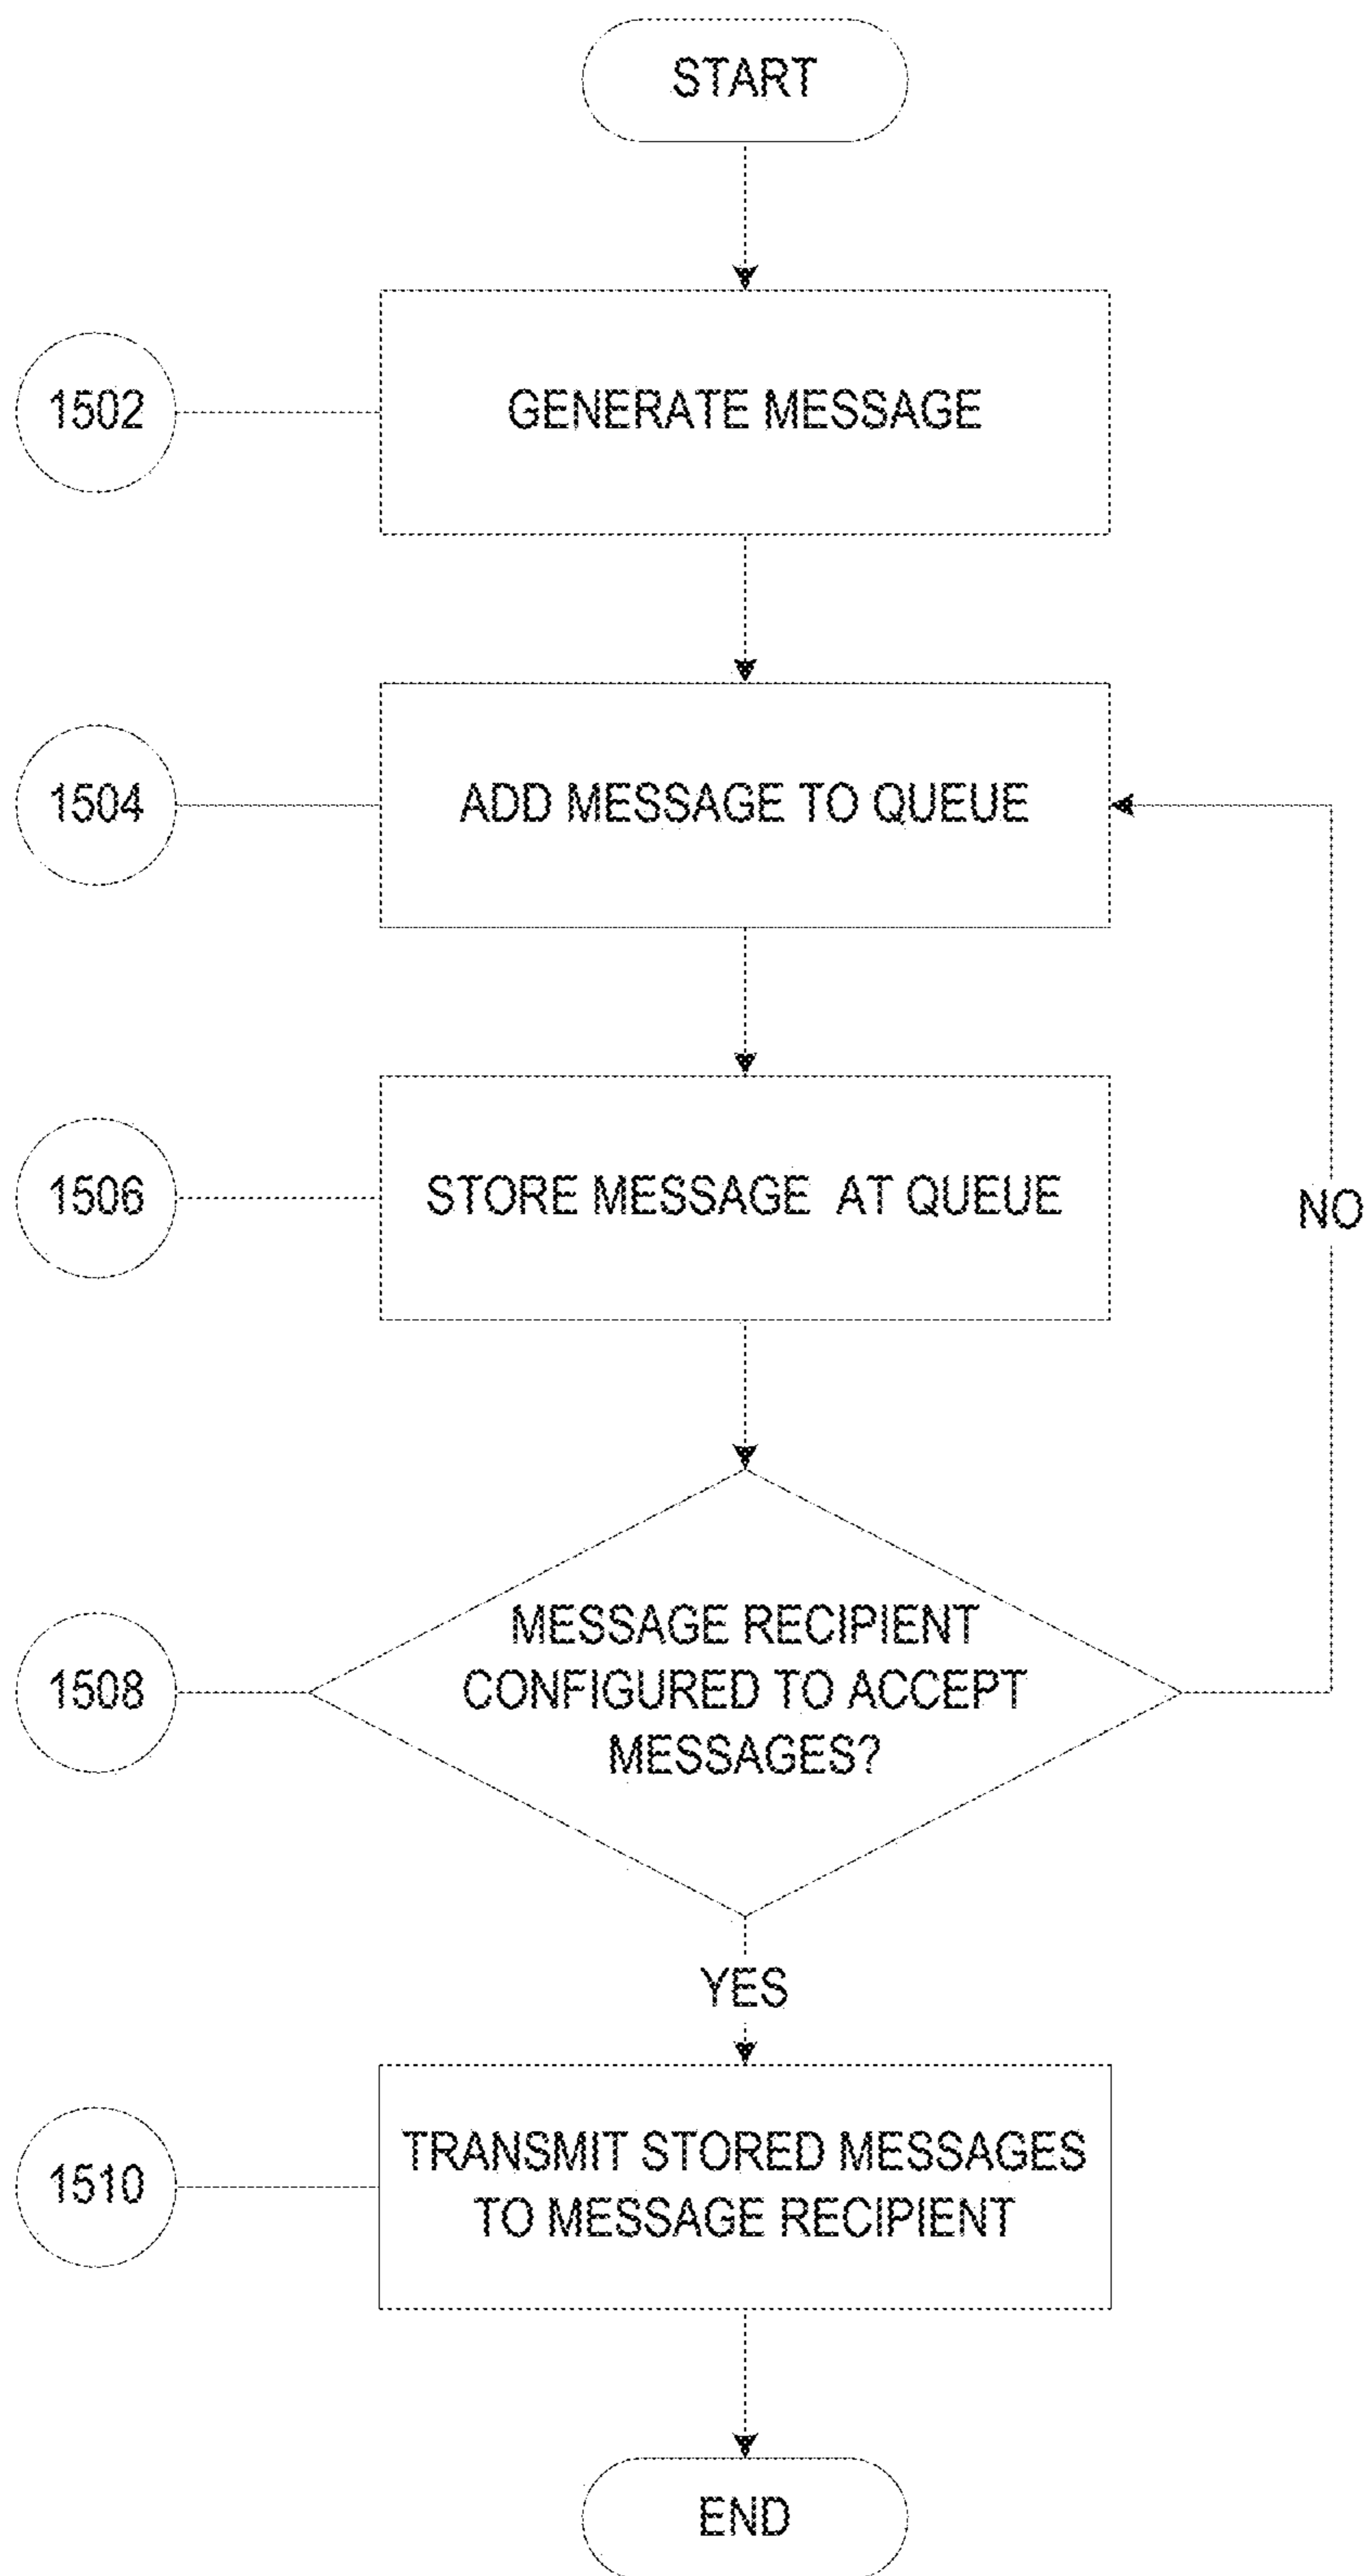 START
1502
GENERATE MESSAGE
1504
ADD MESSAGE TO QUEUE
1506
STORE MESSAGE AT QUEUE
NO
1508
MESSAGE RECIPIENT
CONFIGURED TO ACCEPT
MESSAGES?
YES
1510
TRANSMIT STORED MESSAGES
TO MESSAGE RECIPIENT
END